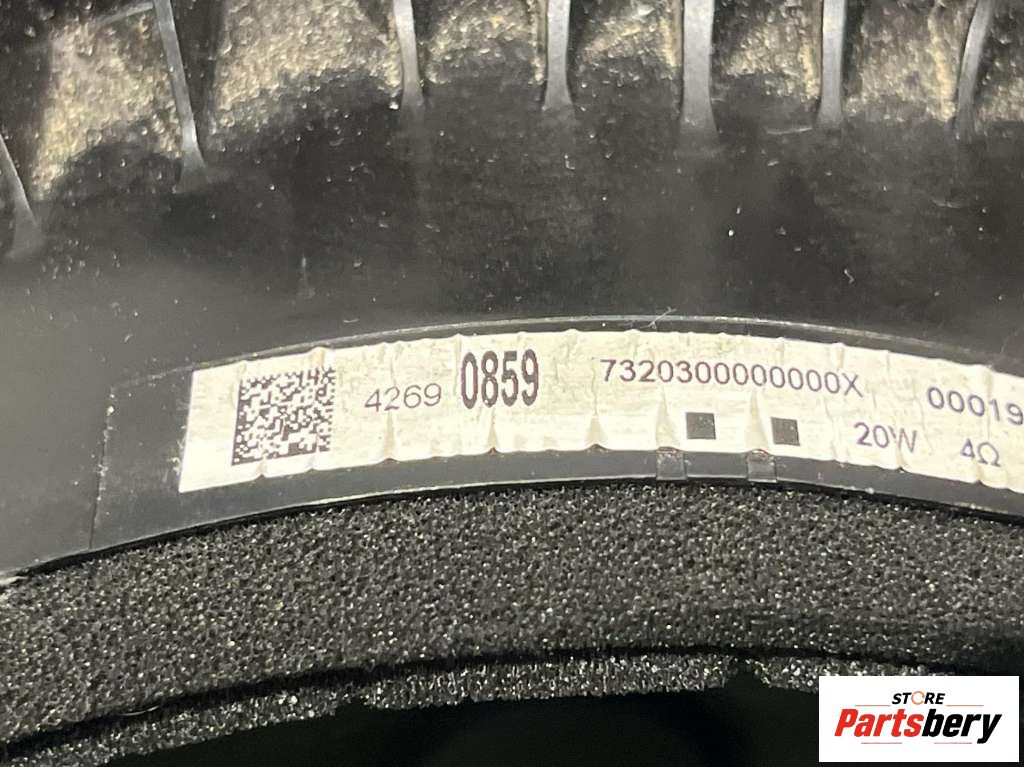 4269 0859 7320300000000X 00019
20W 4Ω
STORE
Partsbery